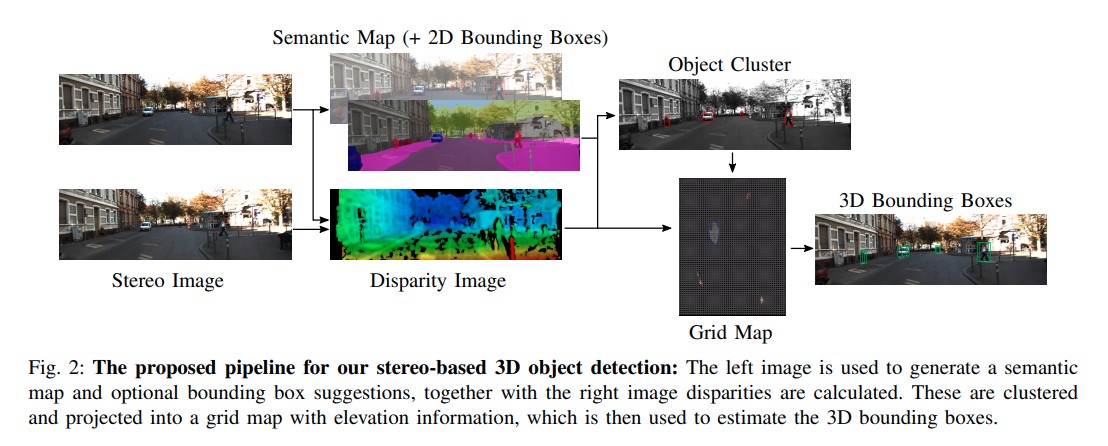 Semantic Map (+ 2D Bounding Boxes)
Object Cluster
3D Bounding Boxes
Stereo Image
Disparity Image
Grid Map
Fig. 2: The proposed pipeline for our stereo-based 3D object detection: The left image is used to generate a semantic
map and optional bounding box suggestions, together with the right image disparities are calculated. These are clustered
and projected into a grid map with elevation information, which is then used to estimate the 3D bounding boxes.